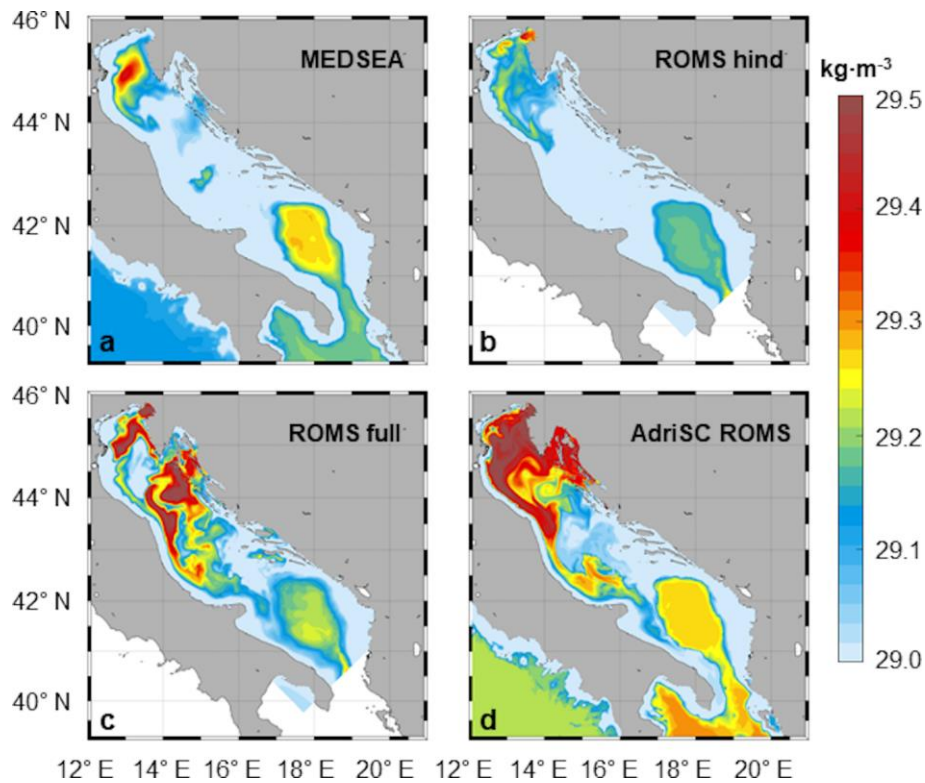 46° N
MEDSEA
ROMS hind
kg·m-³
44° N
42° N
40° N
a
b
29.5
29.4
29.3
29.2
29.1
29.0
46° N
ROMS full
AdriSC ROMS
44° N
42° N
40° N
c
d
12° E 14° E 16° E 18° E 20° E 12° E 14° E 16° E 18° E 20° E